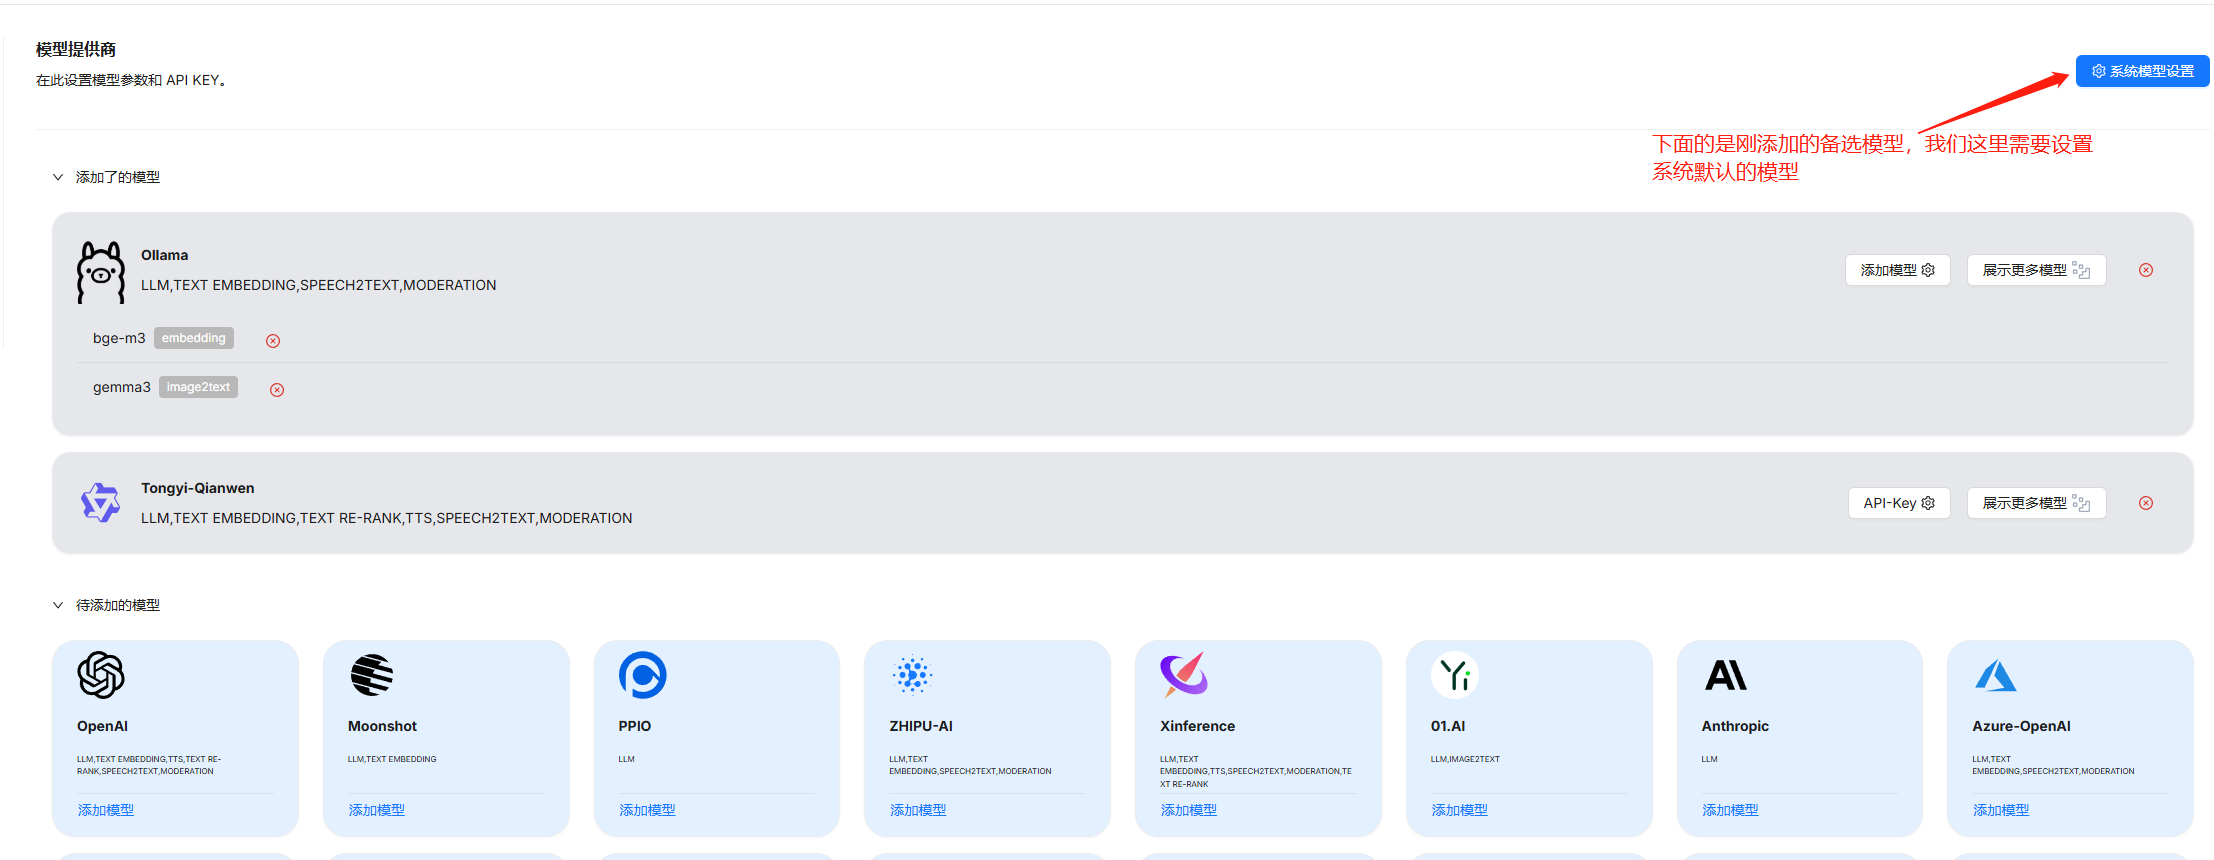 模型提供商
在此设置模型参数和 API KEY。
系统模型设置
下面的是刚添加的备选模型，我们这里需要设置
系统默认的模型
添加了的模型
Ollama
LLM,TEXT EMBEDDING,SPEECH2TEXT,MODERATION
添加模型
展示更多模型
bge-m3 embedding
gemma3 image2text
Tongyi-Qianwen
LLM,TEXT EMBEDDING,TEXT RE-RANK,TTS,SPEECH2TEXT,MODERATION
API-Key
展示更多模型
待添加的模型
OpenAI
LLM,TEXT EMBEDDING,TTS,TEXT RE-
RANK,SPEECH2TEXT,MODERATION
添加模型
Moonshot
LLM,TEXT EMBEDDING
添加模型
PPIO
LLM
添加模型
ZHIPU-AI
LLM,TEXT
EMBEDDING,SPEECH2TEXT,MODERATION
添加模型
Xinference
LLM,TEXT
EMBEDDING,TTS,SPEECH2TEXT,MODERATION,TE
XT RE-RANK
添加模型
01.AI
LLM,IMAGE2TEXT
添加模型
Anthropic
LLM
添加模型
Azure-OpenAI
LLM,TEXT
EMBEDDING,SPEECH2TEXT,MODERATION
添加模型